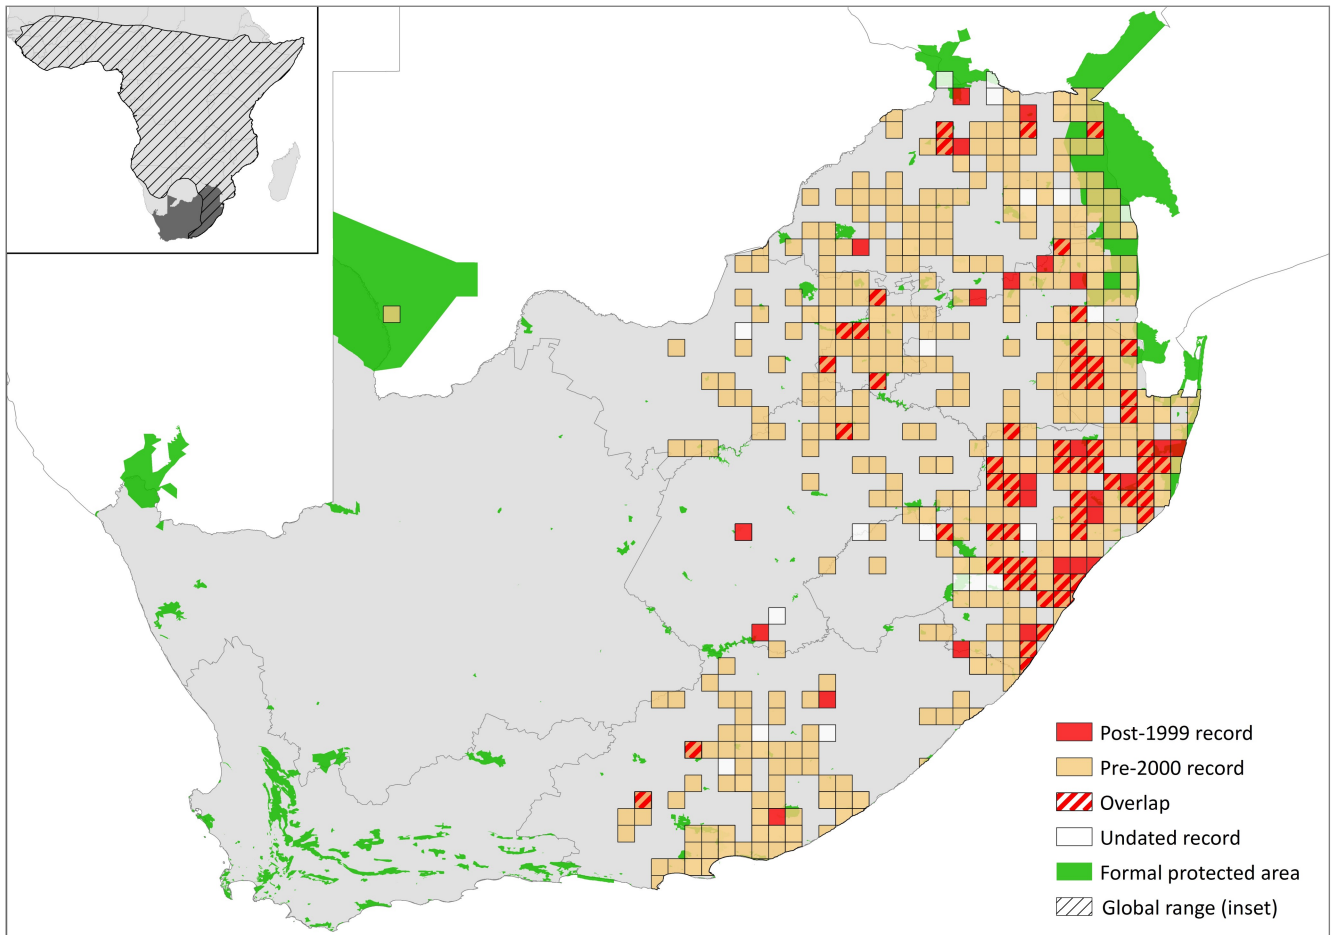 Post-1999 record
Pre-2000 record
Overlap
Undated record
Formal protected area
Global range (inset)